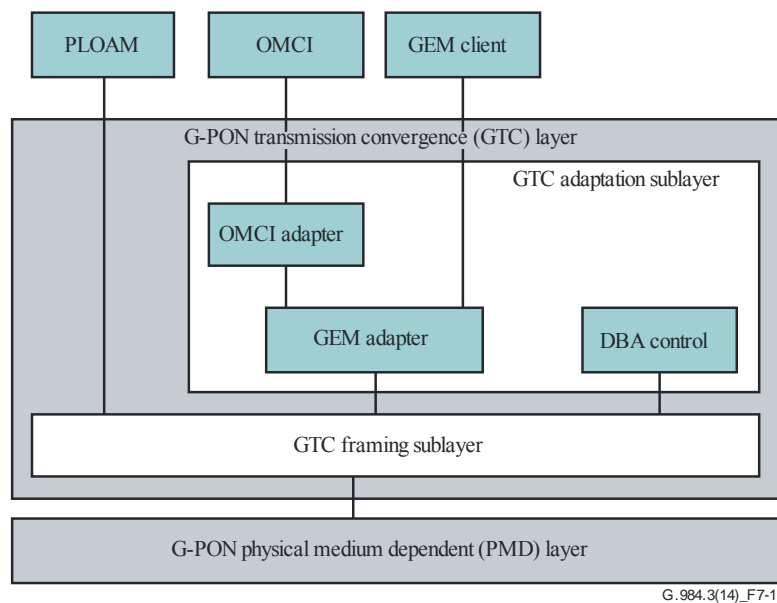 PLOAM
OMCI
GEM client
G-PON transmission convergence (GTC) layer
GTC adaptation sublayer
OMCI adapter
GEM adapter
DBA control
GTC framing sublayer
G-PON physical medium dependent (PMD) layer
G.984.3(14)_F7-1